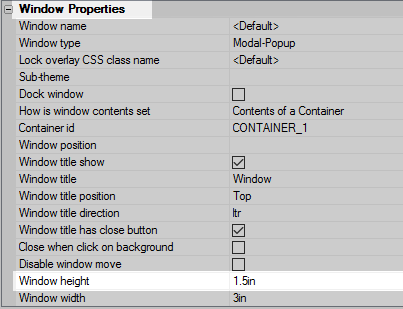 Window Properties
Window name <Default>
Window type Modal-Popup
Lock overlay CSS class name <Default>
Sub-theme
Dock window
How is window contents set Contents of a Container
Container id CONTAINER_1
Window position
Window title show
Window title Window
Window title position Top
Window title direction ltr
Window title has close button
Close when click on background
Disable window move
Window height 1.5in
Window width 3in